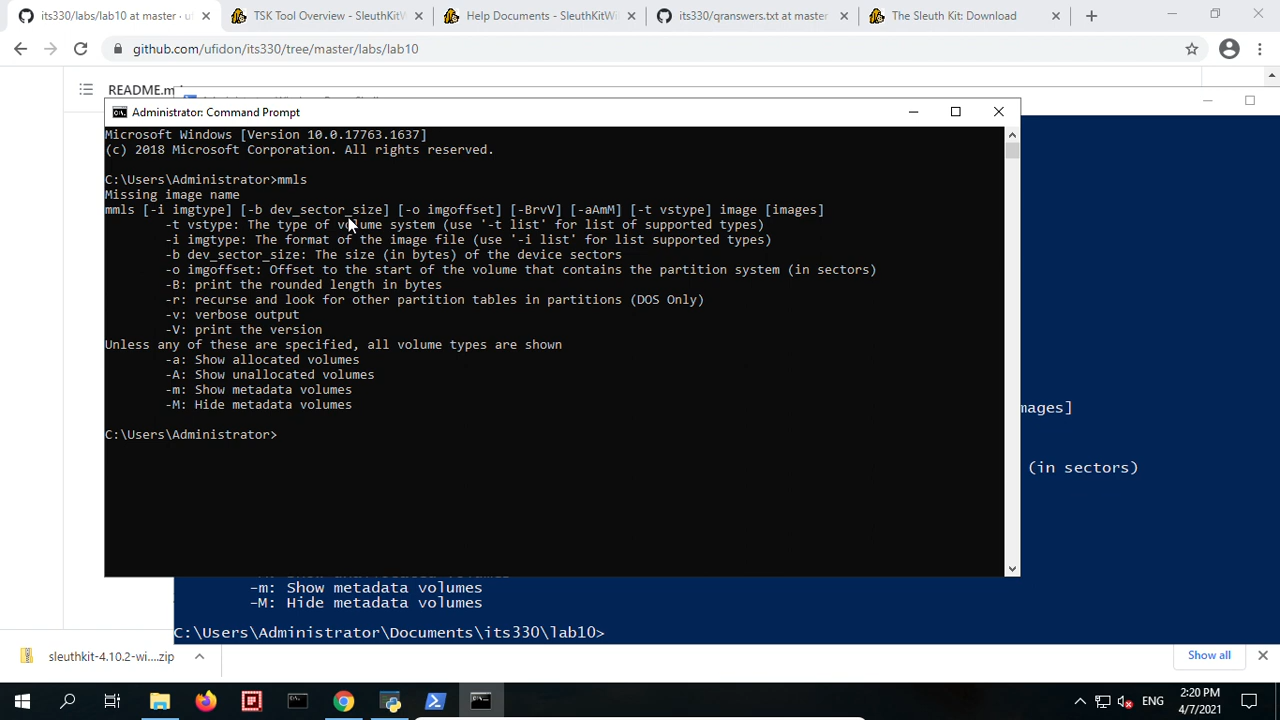 its330/labs/lab10 at master · u
TSK Tool Overview - SleuthKitW
Help Documents - SleuthKitWi
its330/qranswers.txt at master
The Sleuth Kit: Download
github.com/ufidon/its330/tree/master/labs/lab10
README.m
Administrator: Command Prompt
Microsoft Windows [Version 10.0.17763.1637]
(c) 2018 Microsoft Corporation. All rights reserved.
C:\Users\Administrator>mmls
Missing image name
mmls [-i imgtype] [-b dev_sector_size] [-o imgoffset] [-BrvV] [-aAmM] [-t vstype] image [images]
-t vstype: The type of volume system (use '-t list' for list of supported types)
-i imgtype: The format of the image file (use '-i list' for list supported types)
-b dev_sector_size: The size (in bytes) of the device sectors
-o imgoffset: Offset to the start of the volume that contains the partition system (in sectors)
-B: print the rounded length in bytes
-r: recurse and look for other partition tables in partitions (DOS Only)
-v: verbose output
-V: print the version
Unless any of these are specified, all volume types are shown
-a: Show allocated volumes
-A: Show unallocated volumes
-m: Show metadata volumes
-M: Hide metadata volumes
C:\Users\Administrator>
mages]
(in sectors)
-m: Show metadata volumes
-M: Hide metadata volumes
C:\Users\Administrator\Documents\its330\lab10>
sleuthkit-4.10.2-wi....zip
Show all
ENG
2:20 PM
4/7/2021